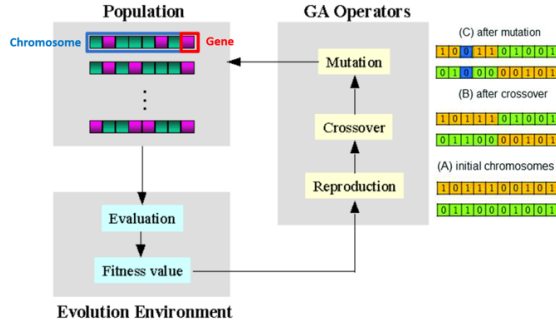 Population
GA Operators
Chromosome
Gene
Mutation
Crossover
Reproduction
Evaluation
Fitness value
Evolution Environment
(C) after mutation
1 0 0 1 1 0 1 0 0 1
0 1 0 0 0 0 0 1 0 1
(B) after crossover
1 0 1 1 1 0 1 0 0 1
0 1 1 0 0 0 0 1 0 1
(A) initial chromosomes
1 0 1 1 1 0 0 1 0 1
0 1 1 0 0 0 1 0 0 1